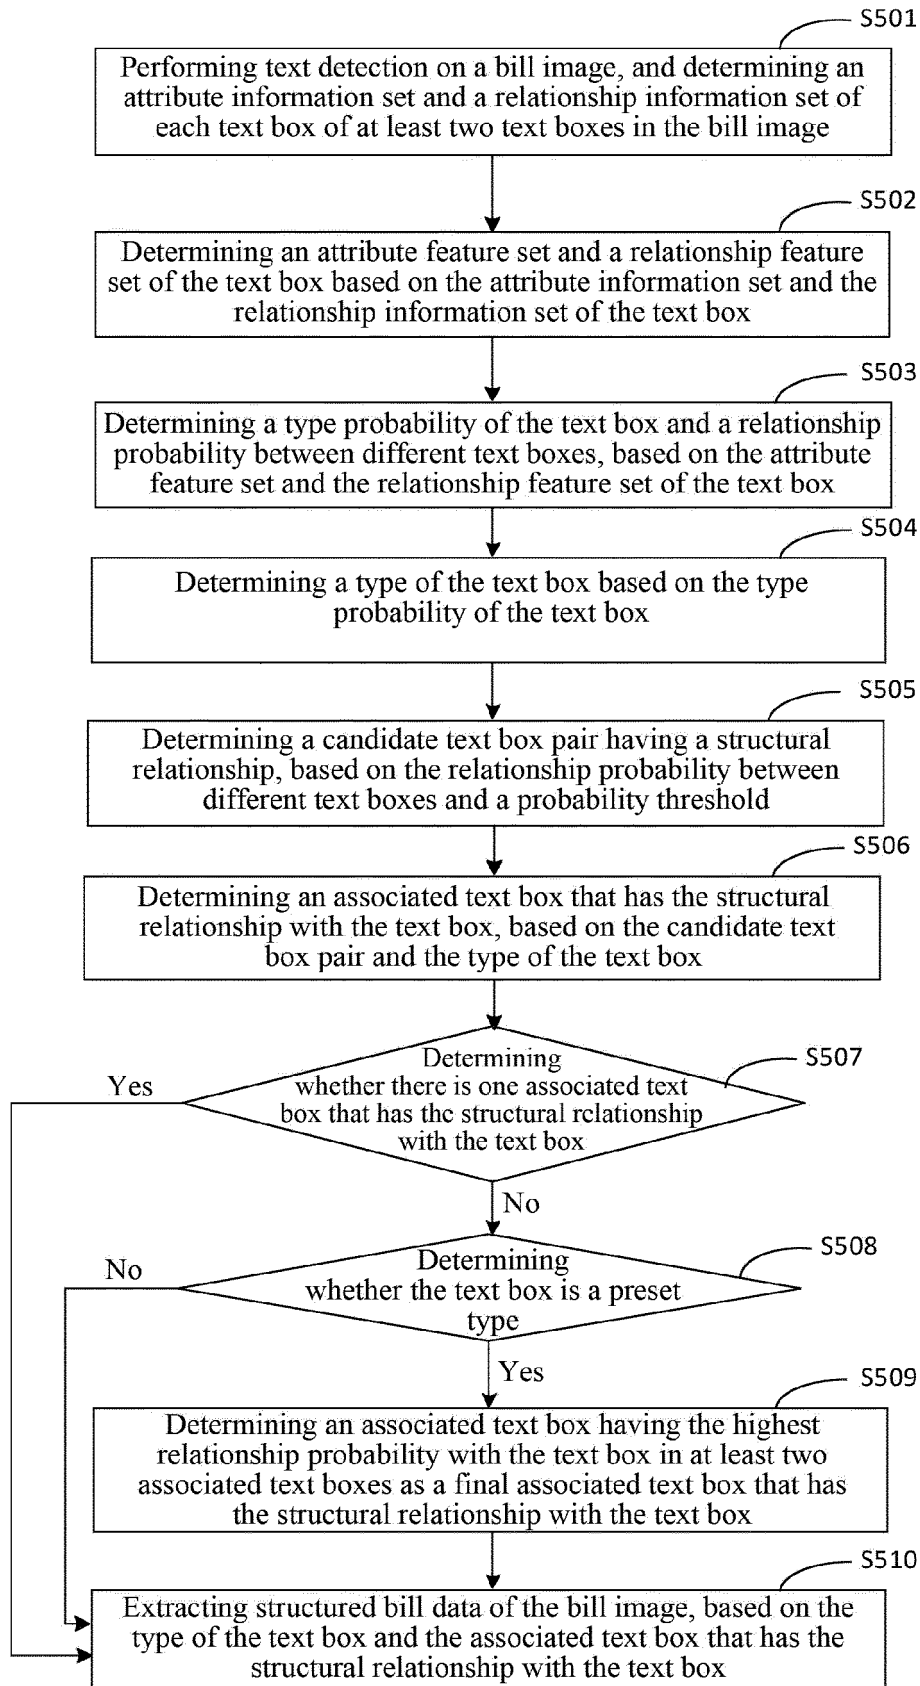 S501
Performing text detection on a bill image, and determining an
attribute information set and a relationship information set of
each text box of at least two text boxes in the bill image
S502
Determining an attribute feature set and a relationship feature
set of the text box based on the attribute information set and the
relationship information set of the text box
S503
Determining a type probability of the text box and a relationship
probability between different text boxes, based on the attribute
feature set and the relationship feature set of the text box
S504
Determining a type of the text box based on the type
probability of the text box
S505
Determining a candidate text box pair having a structural
relationship, based on the relationship probability between
different text boxes and a probability threshold
S506
Determining an associated text box that has the structural
relationship with the text box, based on the candidate text
box pair and the type of the text box
S507
Determining
whether there is one associated text
box that has the structural relationship
with the text box
Yes
No
S508
Determining
whether the text box is a preset
type
No
Yes
S509
Determining an associated text box having the highest
relationship probability with the text box in at least two
associated text boxes as a final associated text box that has
the structural relationship with the text box
S510
Extracting structured bill data of the bill image, based on the
type of the text box and the associated text box that has the
structural relationship with the text box